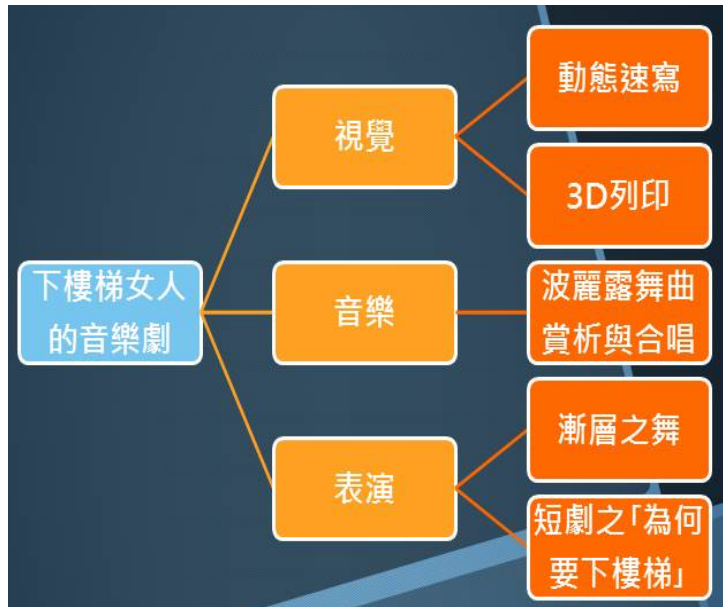 下樓梯女人
的音樂劇
視覺
動態速寫
3D列印
音樂
波麗露舞曲
賞析與合唱
表演
漸層之舞
短劇之「為何
要下樓梯」